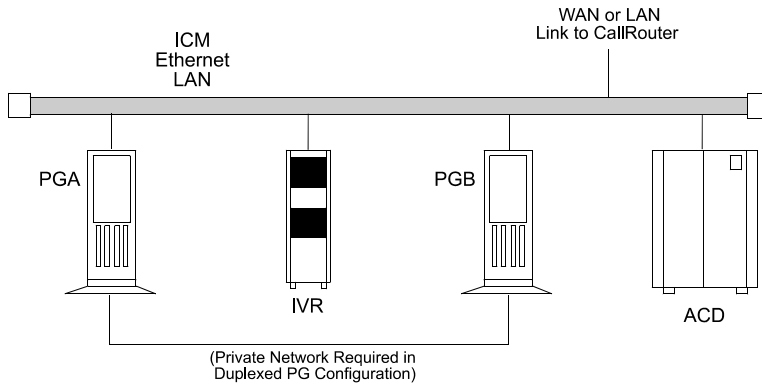 ICM
Ethernet
LAN
WAN or LAN
Link to CallRouter
PGA
PGB
IVR
ACD
(Private Network Required in
Duplexed PG Configuration)